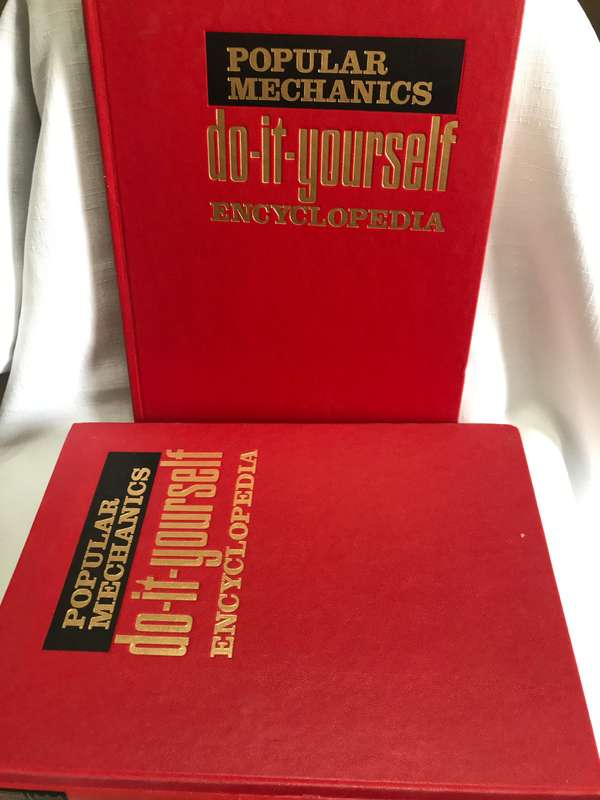 POPULAR
MECHANICS
do-it-yourself
ENCYCLOPEDIA
POPULAR
MECHANICS
do-it-yourself
ENCYCLOPEDIA